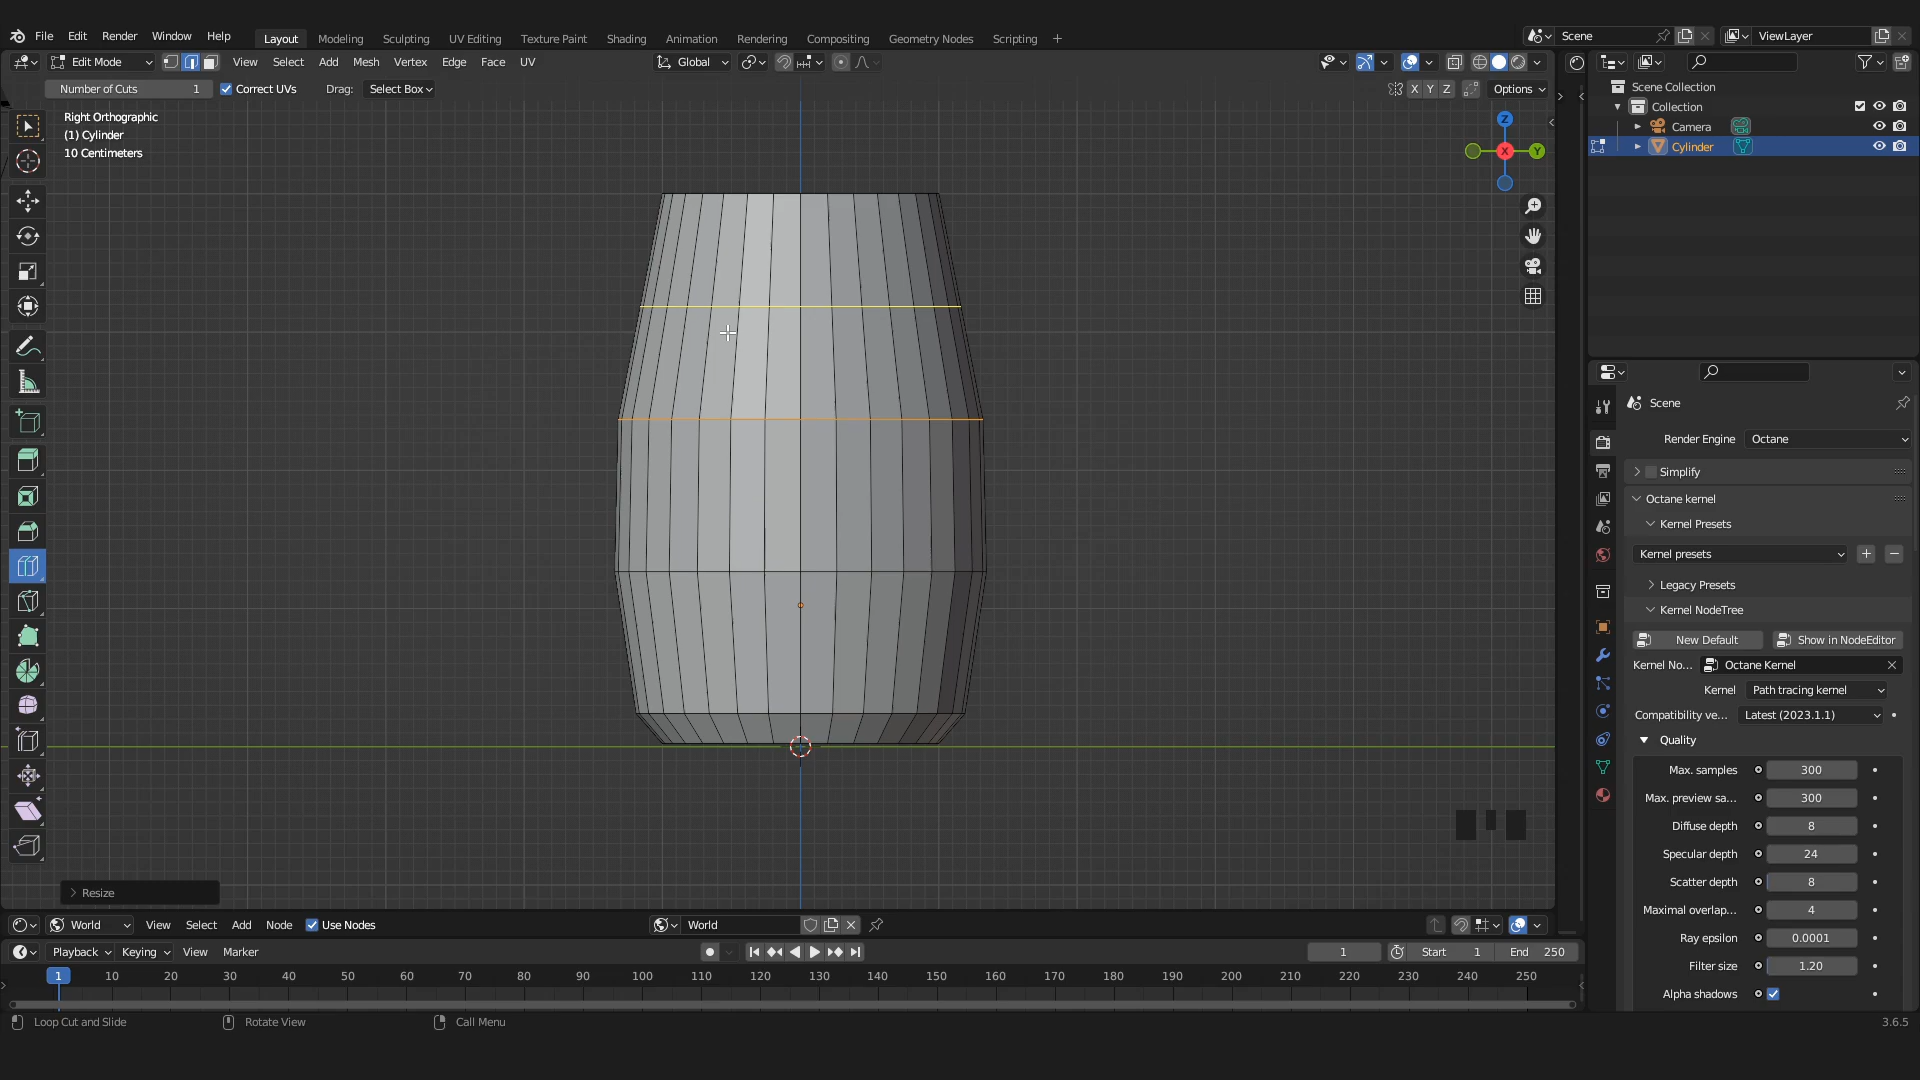 File Edit Render Window Help Layout Modeling Sculpting UV Editing Texture Paint Shading Animation Rendering Compositing Geometry Nodes Scripting + Scene ViewLayer
Edit Mode View Select Add Mesh Vertex Edge Face UV Global
Number of Cuts 1 Correct UVs Drag: Select Box X Y Z Options
Right Orthographic
(1) Cylinder
10 Centimeters
Z
X
Y
Resize
Scene Collection
Collection
Camera
Cylinder
Scene
Render Engine Octane
Simplify
Octane kernel
Kernel Presets
Kernel presets
Legacy Presets
Kernel NodeTree
New Default Show in NodeEditor
Kernel No... Octane Kernel
Kernel Path tracing kernel
Compatibility ve... Latest (2023.1.1)
Quality
Max. samples 300
Max. preview sa... 300
Diffuse depth 8
Specular depth 24
Scatter depth 8
Maximal overlap... 4
Ray epsilon 0.0001
Filter size 1.20
Alpha shadows
World View Select Add Node Use Nodes World
Playback Keying View Marker 1 Start 1 End 250
1 10 20 30 40 50 60 70 80 90 100 110 120 130 140 150 160 170 180 190 200 210 220 230 240 250
Loop Cut and Slide Rotate View Call Menu 3.6.5